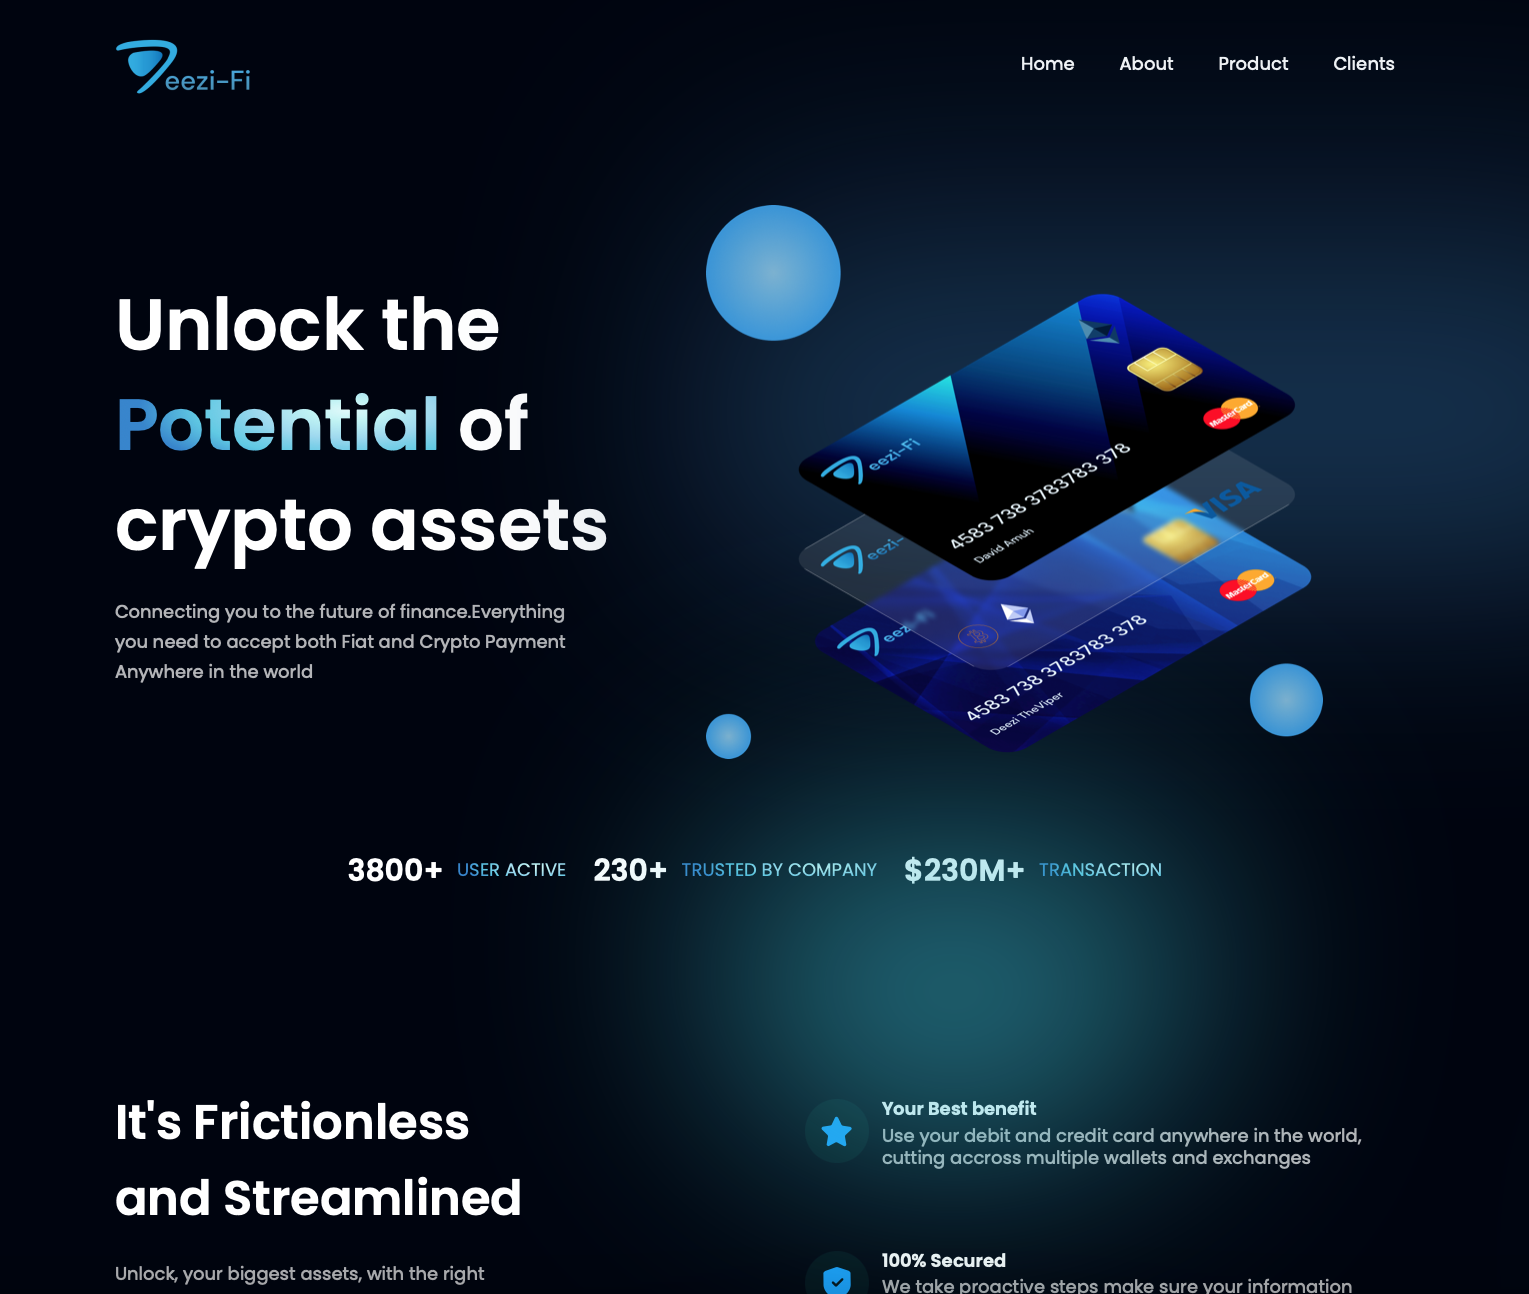 eezi-Fi
Home About Product Clients
Unlock the
Potential of
crypto assets
Connecting you to the future of finance.Everything
you need to accept both Fiat and Crypto Payment
Anywhere in the world
MasterCard
eezi-Fi
4583 738 3783783 378
David Amuh
VISA
eezi-
MasterCard
eezi-Fi
4583 738 3783783 378
Deezi TheViper
3800+ USER ACTIVE 230+ TRUSTED BY COMPANY $230M+ TRANSACTION
It's Frictionless
and Streamlined
Unlock, your biggest assets, with the right
Your Best benefit
Use your debit and credit card anywhere in the world,
cutting accross multiple wallets and exchanges
100% Secured
We take proactive steps make sure your information